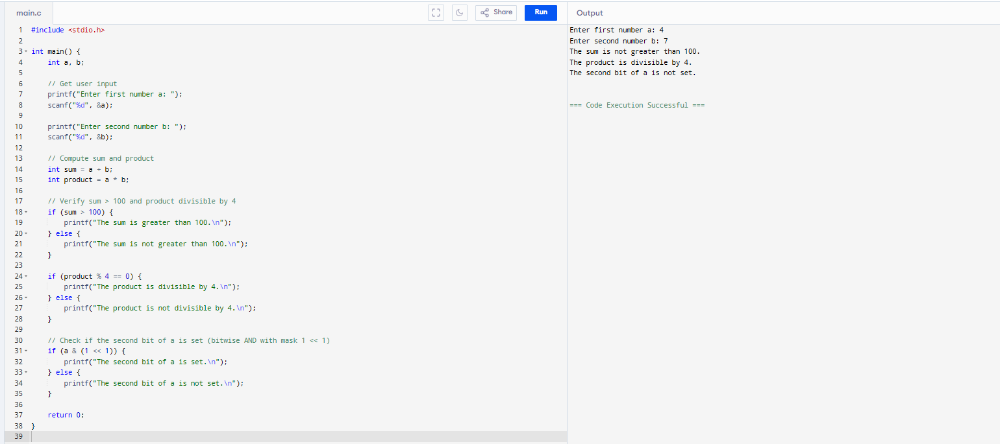 main.c
Share
Run
Output
1 #include <stdio.h>
2
3 int main() {
4     int a, b;
5
6     // Get user input
7     printf("Enter first number a: ");
8     scanf("%d", &a);
9
10     printf("Enter second number b: ");
11     scanf("%d", &b);
12
13     // Compute sum and product
14     int sum = a + b;
15     int product = a * b;
16
17     // Verify sum > 100 and product divisible by 4
18     if (sum > 100) {
19         printf("The sum is greater than 100.\n");
20     } else {
21         printf("The sum is not greater than 100.\n");
22     }
23
24     if (product % 4 == 0) {
25         printf("The product is divisible by 4.\n");
26     } else {
27         printf("The product is not divisible by 4.\n");
28     }
29
30     // Check if the second bit of a is set (bitwise AND with mask 1 << 1)
31     if (a & (1 << 1)) {
32         printf("The second bit of a is set.\n");
33     } else {
34         printf("The second bit of a is not set.\n");
35     }
36
37     return 0;
38 }
39
Enter first number a: 4
Enter second number b: 7
The sum is not greater than 100.
The product is divisible by 4.
The second bit of a is not set.
=== Code Execution Successful ===